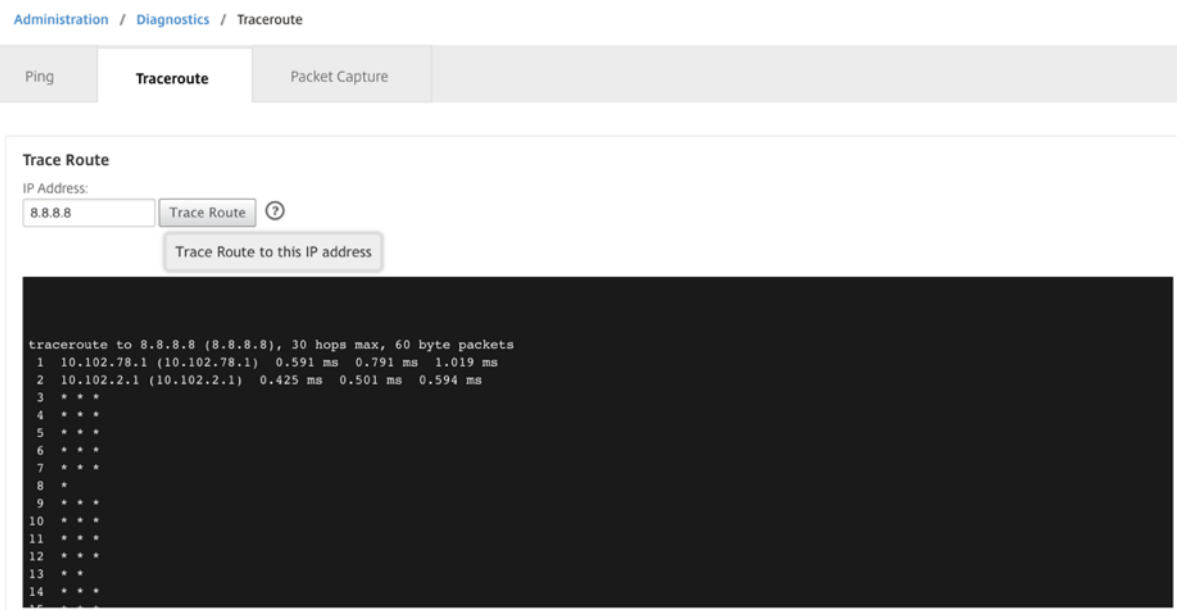 Administration / Diagnostics / Traceroute
Ping Traceroute Packet Capture
Trace Route
IP Address:
8.8.8.8 Trace Route ?
Trace Route to this IP address
traceroute to 8.8.8.8 (8.8.8.8), 30 hops max, 60 byte packets
1 10.102.78.1 (10.102.78.1) 0.591 ms 0.791 ms 1.019 ms
2 10.102.2.1 (10.102.2.1) 0.425 ms 0.501 ms 0.594 ms
3 * * *
4 * * *
5 * * *
6 * * *
7 * * *
8 *
9 * * *
10 * * *
11 * * *
12 * * *
13 * *
14 * * *
15 * * *